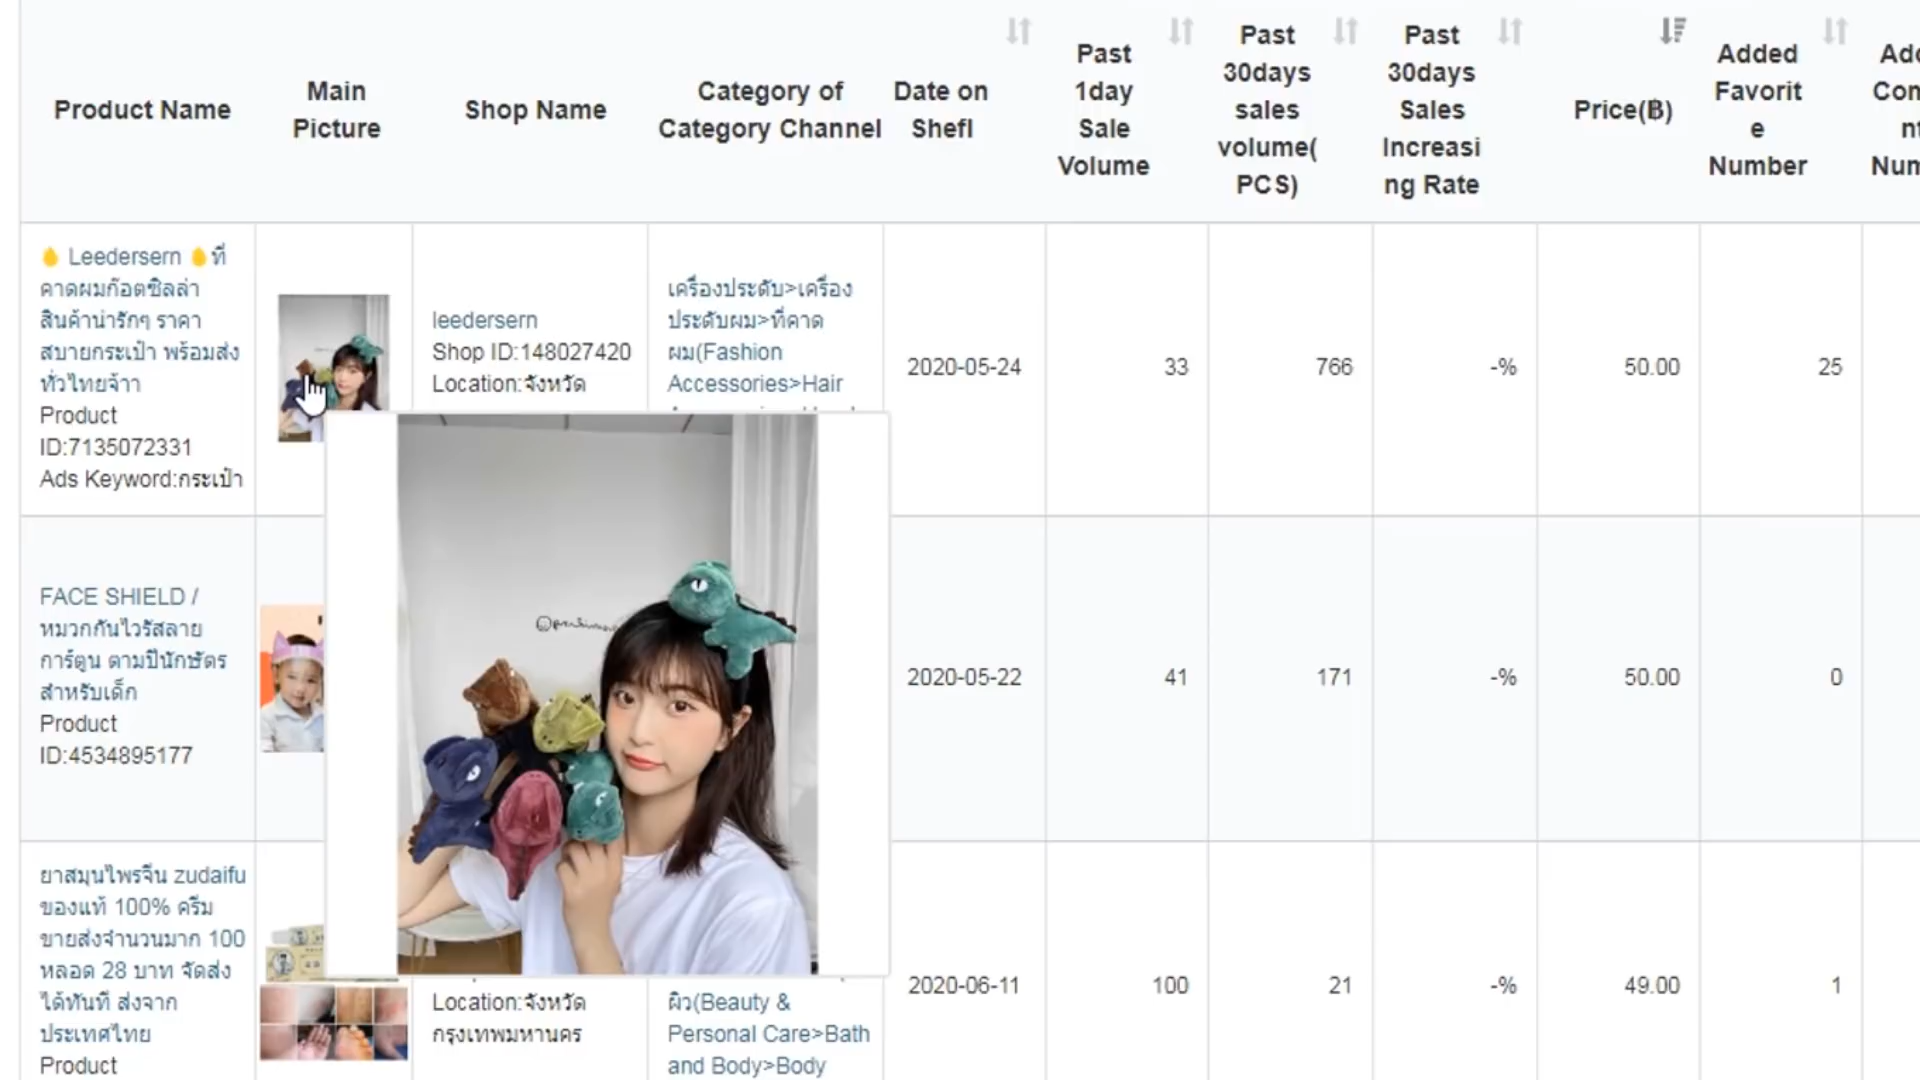 Product Name
Main
Picture
Shop Name
Category of
Category Channel
Date on
Shefl
Past
1day
Sale
Volume
Past
30days
sales
volume(
PCS)
Past
30days
Sales
Increasi
ng Rate
Price(฿)
Added
Favorit
e
Number
Leedersern ที่
คาดผมก๊อตซิลล่า
สินค้าน่ารักๆ ราคา
สบายกระเป๋า พร้อมส่ง
ทั่วไทยจ้าา
Product
ID:7135072331
Ads Keyword:กระเป๋า
leedersern
Shop ID:148027420
Location:จังหวัด
เครื่องประดับ>เครื่อง
ประดับผม>ที่คาด
ผม(Fashion
Accessories>Hair
2020-05-24
33
766
-%
50.00
25
FACE SHIELD /
หมวกกันไวรัสลาย
การ์ตูน ตามปีนักษัตร
สำหรับเด็ก
Product
ID:4534895177
2020-05-22
41
171
-%
50.00
0
ยาสมุนไพรจีน zudaifu
ของแท้ 100% ครีม
ขายส่งจำนวนมาก 100
หลอด 28 บาท จัดส่ง
ได้ทันที ส่งจาก
ประเทศไทย
Product
Location:จังหวัด
กรุงเทพมหานคร
ผิว(Beauty &
Personal Care>Bath
and Body>Body
2020-06-11
100
21
-%
49.00
1